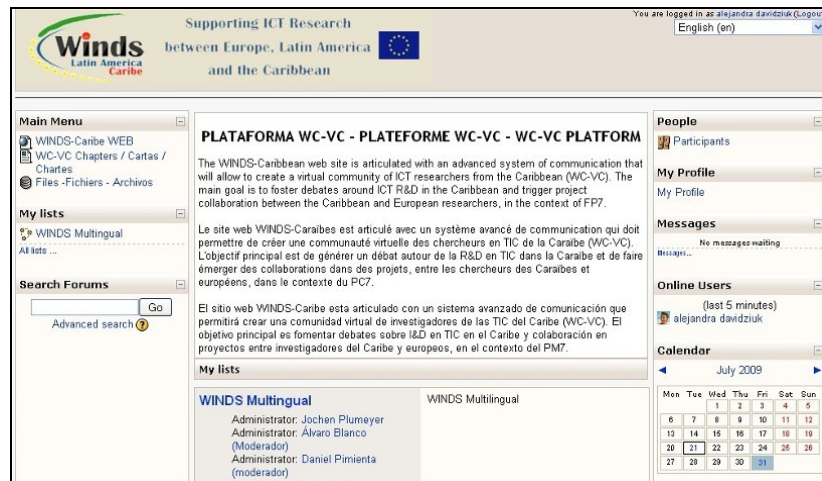 You are logged in as alejandra davidziuk (Logout
English (en)
Winds
Latin America
Caribe
Supporting ICT Research
between Europe, Latin America
and the Caribbean
Main Menu
WINDS-Caribe WEB
WC-VC Chapters / Cartas /
Chartes
Files -Fichiers - Archivos
My lists
WINDS Multingual
All lists ...
Search Forums
Go
Advanced search
PLATAFORMA WC-VC - PLATEFORME WC-VC - WC-VC PLATFORM
The WINDS-Caribbean web site is articulated with an advanced system of communication that
will allow to create a virtual community of ICT researchers from the Caribbean (WC-VC). The
main goal is to foster debates around ICT R&D in the Caribbean and trigger project
collaboration between the Caribbean and European researchers, in the context of FP7.
Le site web WINDS-Caraïbes est articulé avec un système avancé de communication qui doit
permettre de créer une communauté virtuelle des chercheurs en TIC de la Caraïbe (WC-VC).
L'objectif principal est de générer un débat autour de la R&D en TIC dans la Caraïbe et de faire
émerger des collaborations dans des projets, entre les chercheurs des Caraïbes et
européens, dans le contexte du PC7.
El sitio web WINDS-Caribe esta articulado con un sistema avanzado de comunicación que
permitirá crear una comunidad virtual de investigadores de las TIC del Caribe (WC-VC). El
objetivo principal es fomentar debates sobre I&D en TIC en el Caribe y colaboración en
proyectos entre investigadores del Caribe y europeos, en el contexto del PM7.
My lists
WINDS Multingual
Administrator: Jochen Plumeyer
Administrator: Álvaro Blanco
(Moderador)
Administrator: Daniel Pimienta
(moderador)
WINDS Multilingual
People
Participants
My Profile
My Profile
Messages
No messages waiting
Messages...
Online Users
(last 5 minutes)
alejandra davidziuk
Calendar
July 2009
Mon Tue Wed Thu Fri Sat Sun
1 2 3 4 5
6 7 8 9 10 11 12
13 14 15 16 17 18 19
20 21 22 23 24 25 26
27 28 29 30 31